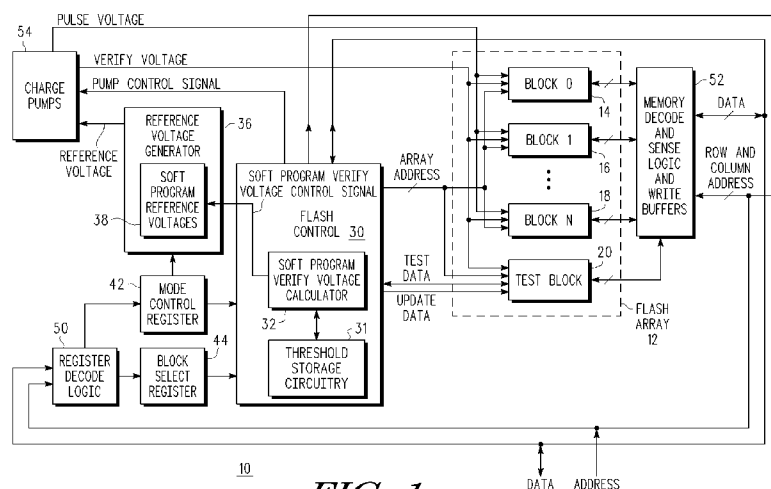 PULSE VOLTAGE
54
VERIFY VOLTAGE
CHARGE
PUMPS
PUMP CONTROL SIGNAL
REFERENCE
VOLTAGE
GENERATOR
36
REFERENCE
VOLTAGE
SOFT
PROGRAM
REFERENCE
VOLTAGES
38
SOFT PROGRAM VERIFY
VOLTAGE CONTROL SIGNAL
FLASH
CONTROL 30
SOFT PROGRAM
VERIFY VOLTAGE
CALCULATOR
32
31
THRESHOLD
STORAGE
CIRCUITRY
42
MODE
CONTROL
REGISTER
50
REGISTER
DECODE
LOGIC
44
BLOCK
SELECT
REGISTER
ARRAY
ADDRESS
TEST
DATA
UPDATE
DATA
BLOCK 0
14
BLOCK 1
16
18
BLOCK N
20
TEST BLOCK
FLASH
ARRAY
12
52
MEMORY
DECODE
AND
SENSE
LOGIC
AND
WRITE
BUFFERS
DATA
ROW AND
COLUMN
ADDRESS
10
FIG. 1
DATA
ADDRESS